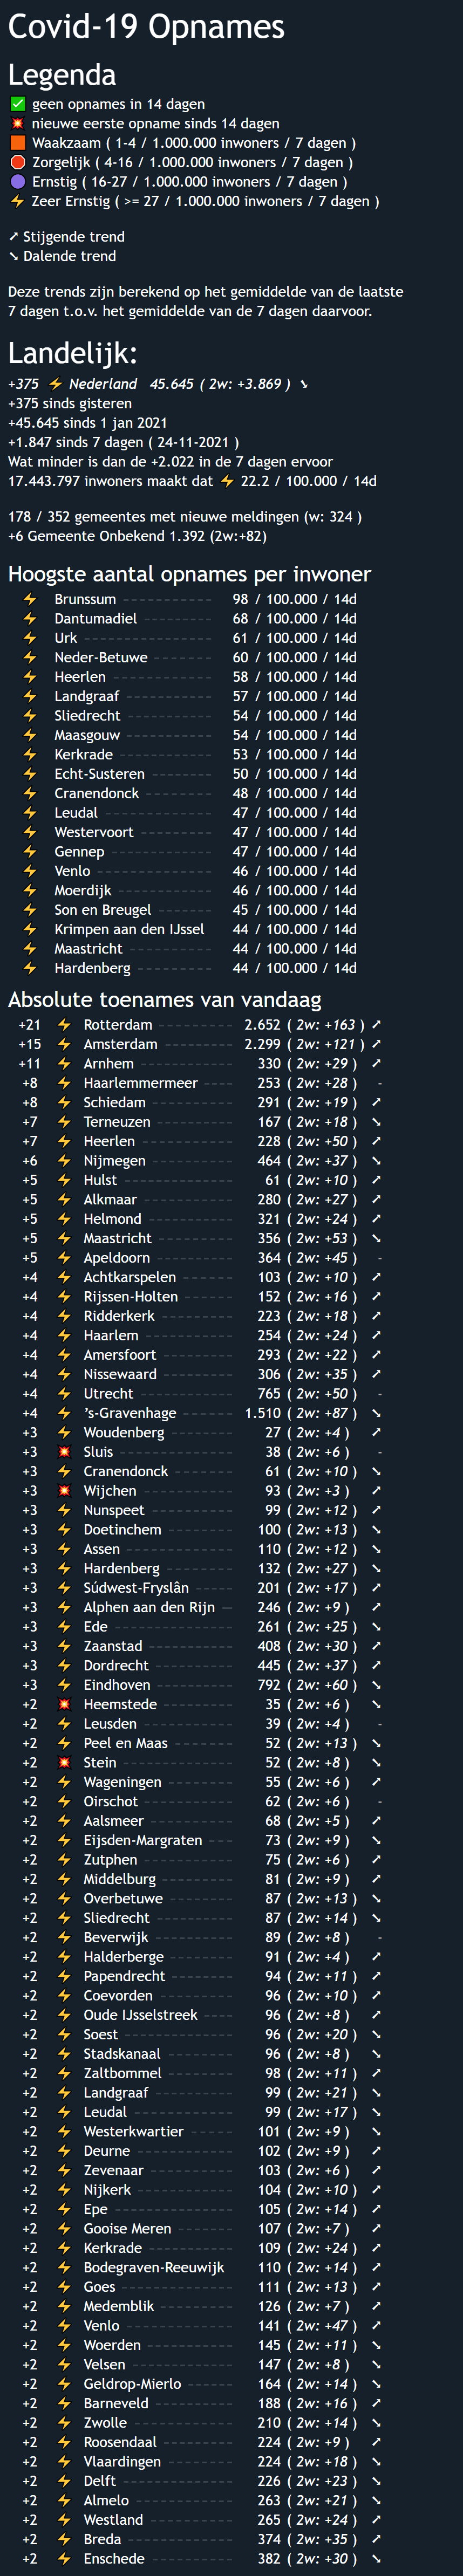 Covid-19 Opnames
Legenda
✅ geen opnames in 14 dagen
💥 nieuwe eerste opname sinds 14 dagen
🟧 Waakzaam ( 1-4 / 1.000.000 inwoners / 7 dagen )
🛑 Zorgelijk ( 4-16 / 1.000.000 inwoners / 7 dagen )
🟣 Ernstig ( 16-27 / 1.000.000 inwoners / 7 dagen )
⚡ Zeer Ernstig ( >= 27 / 1.000.000 inwoners / 7 dagen )
➚ Stijgende trend
➘ Dalende trend
Deze trends zijn berekend op het gemiddelde van de laatste
7 dagen t.o.v. het gemiddelde van de 7 dagen daarvoor.
Landelijk:
+375 ⚡ Nederland 45.645 ( 2w: +3.869 ) ➘
+375 sinds gisteren
+45.645 sinds 1 jan 2021
+1.847 sinds 7 dagen ( 24-11-2021 )
Wat minder is dan de +2.022 in de 7 dagen ervoor
17.443.797 inwoners maakt dat ⚡ 22.2 / 100.000 / 14d
178 / 352 gemeentes met nieuwe meldingen (w: 324 )
+6 Gemeente Onbekend 1.392 (2w:+82)
Hoogste aantal opnames per inwoner
⚡ Brunssum 98 / 100.000 / 14d
⚡ Dantumadiel 68 / 100.000 / 14d
⚡ Urk 61 / 100.000 / 14d
⚡ Neder-Betuwe 60 / 100.000 / 14d
⚡ Heerlen 58 / 100.000 / 14d
⚡ Landgraaf 57 / 100.000 / 14d
⚡ Sliedrecht 54 / 100.000 / 14d
⚡ Maasgouw 54 / 100.000 / 14d
⚡ Kerkrade 53 / 100.000 / 14d
⚡ Echt-Susteren 50 / 100.000 / 14d
⚡ Cranendonck 48 / 100.000 / 14d
⚡ Leudal 47 / 100.000 / 14d
⚡ Westervoort 47 / 100.000 / 14d
⚡ Gennep 47 / 100.000 / 14d
⚡ Venlo 46 / 100.000 / 14d
⚡ Moerdijk 46 / 100.000 / 14d
⚡ Son en Breugel 45 / 100.000 / 14d
⚡ Krimpen aan den IJssel 44 / 100.000 / 14d
⚡ Maastricht 44 / 100.000 / 14d
⚡ Hardenberg 44 / 100.000 / 14d
Absolute toenames van vandaag
+21 ⚡ Rotterdam 2.652 ( 2w: +163 ) ➚
+15 ⚡ Amsterdam 2.299 ( 2w: +121 ) ➚
+11 ⚡ Arnhem 330 ( 2w: +29 ) ➚
+8 ⚡ Haarlemmermeer 253 ( 2w: +28 ) -
+8 ⚡ Schiedam 291 ( 2w: +19 ) ➚
+7 ⚡ Terneuzen 167 ( 2w: +18 ) ➘
+7 ⚡ Heerlen 228 ( 2w: +50 ) ➚
+6 ⚡ Nijmegen 464 ( 2w: +37 ) ➘
+5 ⚡ Hulst 61 ( 2w: +10 ) ➚
+5 ⚡ Alkmaar 280 ( 2w: +27 ) ➚
+5 ⚡ Helmond 321 ( 2w: +24 ) ➚
+5 ⚡ Maastricht 356 ( 2w: +53 ) ➘
+5 ⚡ Apeldoorn 364 ( 2w: +45 ) -
+4 ⚡ Achtkarspelen 103 ( 2w: +10 ) ➚
+4 ⚡ Rijssen-Holten 152 ( 2w: +16 ) ➚
+4 ⚡ Ridderkerk 223 ( 2w: +18 ) ➚
+4 ⚡ Haarlem 254 ( 2w: +24 ) ➚
+4 ⚡ Amersfoort 293 ( 2w: +22 ) ➚
+4 ⚡ Nissewaard 306 ( 2w: +35 ) ➚
+4 ⚡ Utrecht 765 ( 2w: +50 ) -
+4 ⚡ 's-Gravenhage 1.510 ( 2w: +87 ) ➘
+3 ⚡ Woudenberg 27 ( 2w: +4 ) ➚
+3 💥 Sluis 38 ( 2w: +6 ) -
+3 ⚡ Cranendonck 61 ( 2w: +10 ) ➘
+3 💥 Wijchen 93 ( 2w: +3 ) ➚
+3 ⚡ Nunspeet 99 ( 2w: +12 ) ➚
+3 ⚡ Doetinchem 100 ( 2w: +13 ) ➘
+3 ⚡ Assen 110 ( 2w: +12 ) ➘
+3 ⚡ Hardenberg 132 ( 2w: +27 ) ➘
+3 ⚡ Súdwest-Fryslân 201 ( 2w: +17 ) ➚
+3 ⚡ Alphen aan den Rijn 246 ( 2w: +9 ) ➚
+3 ⚡ Ede 261 ( 2w: +25 ) ➘
+3 ⚡ Zaanstad 408 ( 2w: +30 ) ➚
+3 ⚡ Dordrecht 445 ( 2w: +37 ) ➚
+3 ⚡ Eindhoven 792 ( 2w: +60 ) ➘
+2 💥 Heemstede 35 ( 2w: +6 ) ➘
+2 ⚡ Leusden 39 ( 2w: +4 ) -
+2 ⚡ Peel en Maas 52 ( 2w: +13 ) ➘
+2 💥 Stein 52 ( 2w: +8 ) ➘
+2 ⚡ Wageningen 55 ( 2w: +6 ) ➚
+2 ⚡ Oirschot 62 ( 2w: +6 ) -
+2 ⚡ Aalsmeer 68 ( 2w: +5 ) ➚
+2 ⚡ Eijsden-Margraten 73 ( 2w: +9 ) ➘
+2 ⚡ Zutphen 75 ( 2w: +6 ) ➚
+2 ⚡ Middelburg 81 ( 2w: +9 ) ➚
+2 ⚡ Overbetuwe 87 ( 2w: +13 ) ➘
+2 ⚡ Sliedrecht 87 ( 2w: +14 ) ➘
+2 ⚡ Beverwijk 89 ( 2w: +8 ) -
+2 ⚡ Halderberge 91 ( 2w: +4 ) ➚
+2 ⚡ Papendrecht 94 ( 2w: +11 ) ➚
+2 ⚡ Coevorden 96 ( 2w: +10 ) ➚
+2 ⚡ Oude IJsselstreek 96 ( 2w: +8 ) ➚
+2 ⚡ Soest 96 ( 2w: +20 ) ➘
+2 ⚡ Stadskanaal 96 ( 2w: +8 ) ➘
+2 ⚡ Zaltbommel 98 ( 2w: +11 ) ➚
+2 ⚡ Landgraaf 99 ( 2w: +21 ) ➘
+2 ⚡ Leudal 99 ( 2w: +17 ) ➘
+2 ⚡ Westerkwartier 101 ( 2w: +9 ) ➘
+2 ⚡ Deurne 102 ( 2w: +9 ) ➚
+2 ⚡ Zevenaar 103 ( 2w: +6 ) ➚
+2 ⚡ Nijkerk 104 ( 2w: +10 ) ➚
+2 ⚡ Epe 105 ( 2w: +14 ) ➚
+2 ⚡ Gooise Meren 107 ( 2w: +7 ) ➚
+2 ⚡ Kerkrade 109 ( 2w: +24 ) ➚
+2 ⚡ Bodegraven-Reeuwijk 110 ( 2w: +14 ) ➚
+2 ⚡ Goes 111 ( 2w: +13 ) ➚
+2 ⚡ Medemblik 126 ( 2w: +7 ) ➚
+2 ⚡ Venlo 141 ( 2w: +47 ) ➚
+2 ⚡ Woerden 145 ( 2w: +11 ) ➘
+2 ⚡ Velsen 147 ( 2w: +8 ) ➘
+2 ⚡ Geldrop-Mierlo 164 ( 2w: +14 ) ➘
+2 ⚡ Barneveld 188 ( 2w: +16 ) ➚
+2 ⚡ Zwolle 210 ( 2w: +14 ) ➘
+2 ⚡ Roosendaal 224 ( 2w: +9 ) ➚
+2 ⚡ Vlaardingen 224 ( 2w: +18 ) ➘
+2 ⚡ Delft 226 ( 2w: +23 ) ➘
+2 ⚡ Almelo 263 ( 2w: +21 ) ➘
+2 ⚡ Westland 265 ( 2w: +24 ) ➚
+2 ⚡ Breda 374 ( 2w: +35 ) ➚
+2 ⚡ Enschede 382 ( 2w: +30 ) ➘